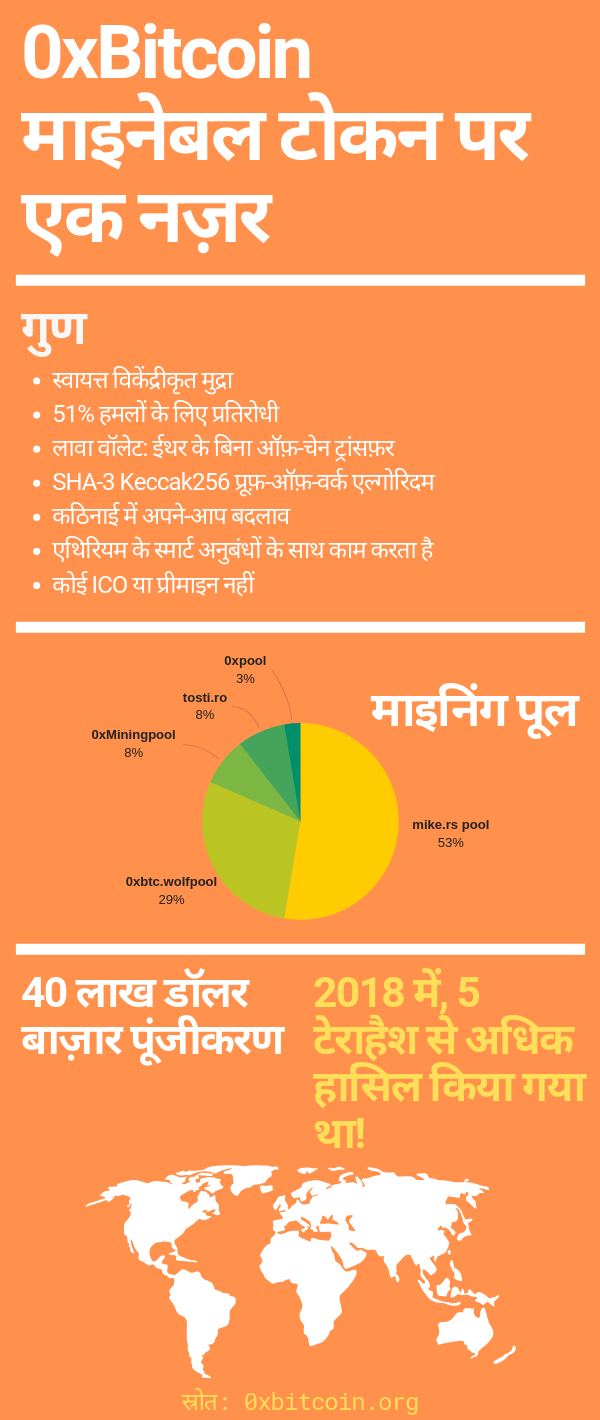 0xBitcoin
माइनेबल टोकन पर
एक नज़र
गुण
स्वायत्त विकेंद्रीकृत मुद्रा
51% हमलों के लिए प्रतिरोधी
लावा वॉलेट: ईथर के बिना ऑफ़-चेन ट्रांसफ़र
SHA-3 Keccak256 प्रूफ़-ऑफ़-वर्क एल्गोरिदम
कठिनाई में अपने-आप बदलाव
एथिरियम के स्मार्ट अनुबंधों के साथ काम करता है
कोई ICO या प्रीमाइन नहीं
माइनिंग पूल
0xpool
3%
tosti.ro
8%
0xMiningpool
8%
mike.rs pool
53%
0xbtc.wolfpool
29%
40 लाख डॉलर
बाज़ार पूंजीकरण
2018 में, 5
टेराहैश से अधिक
हासिल किया गया
था!
स्रोत: 0xbitcoin.org